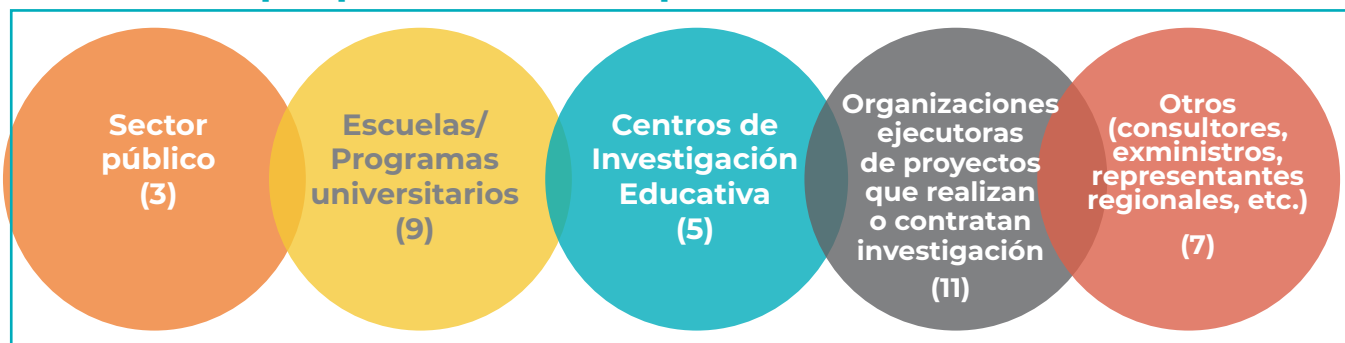 Sector
público
(3)
Escuelas/
Programas
universitarios
(9)
Centros de
Investigación
Educativa
(5)
Organizaciones
ejecutoras
de proyectos
que realizan
o contratan
investigación
(11)
Otros
(consultores,
exministros,
representantes
regionales, etc.)
(7)